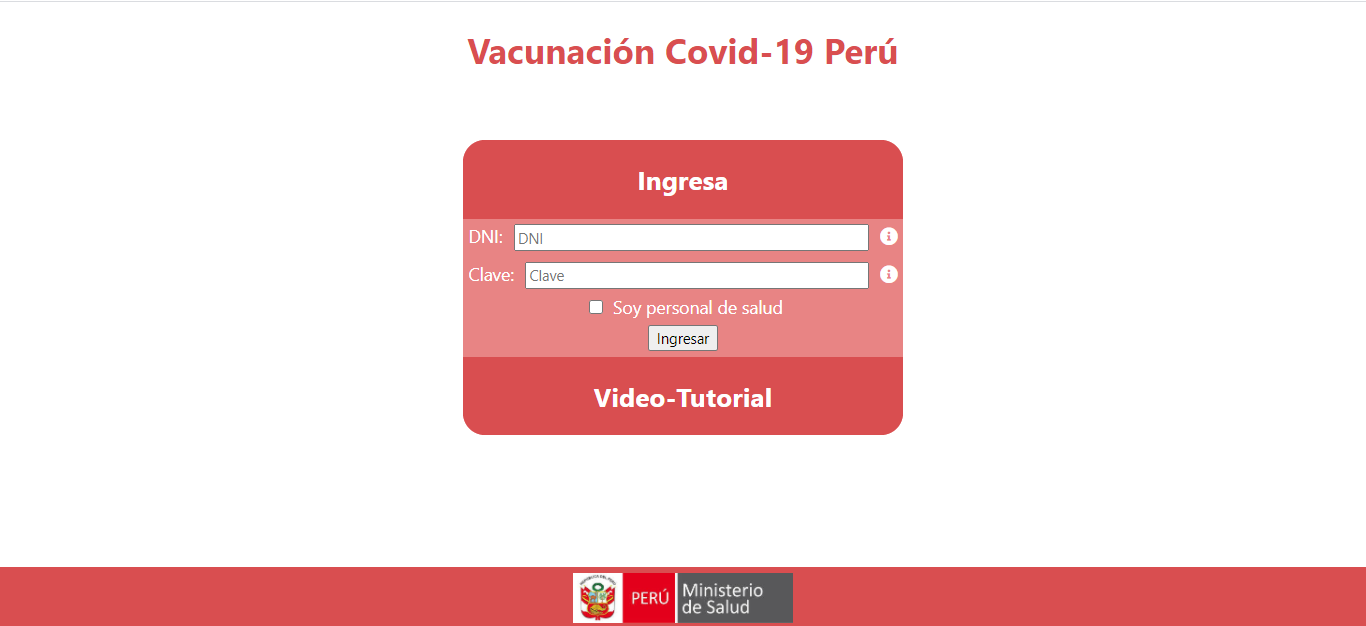 Vacunación Covid-19 Perú
Ingresa
DNI: DNI
Clave: Clave
Soy personal de salud
Ingresar
Video-Tutorial
PERÚ Ministerio
de Salud